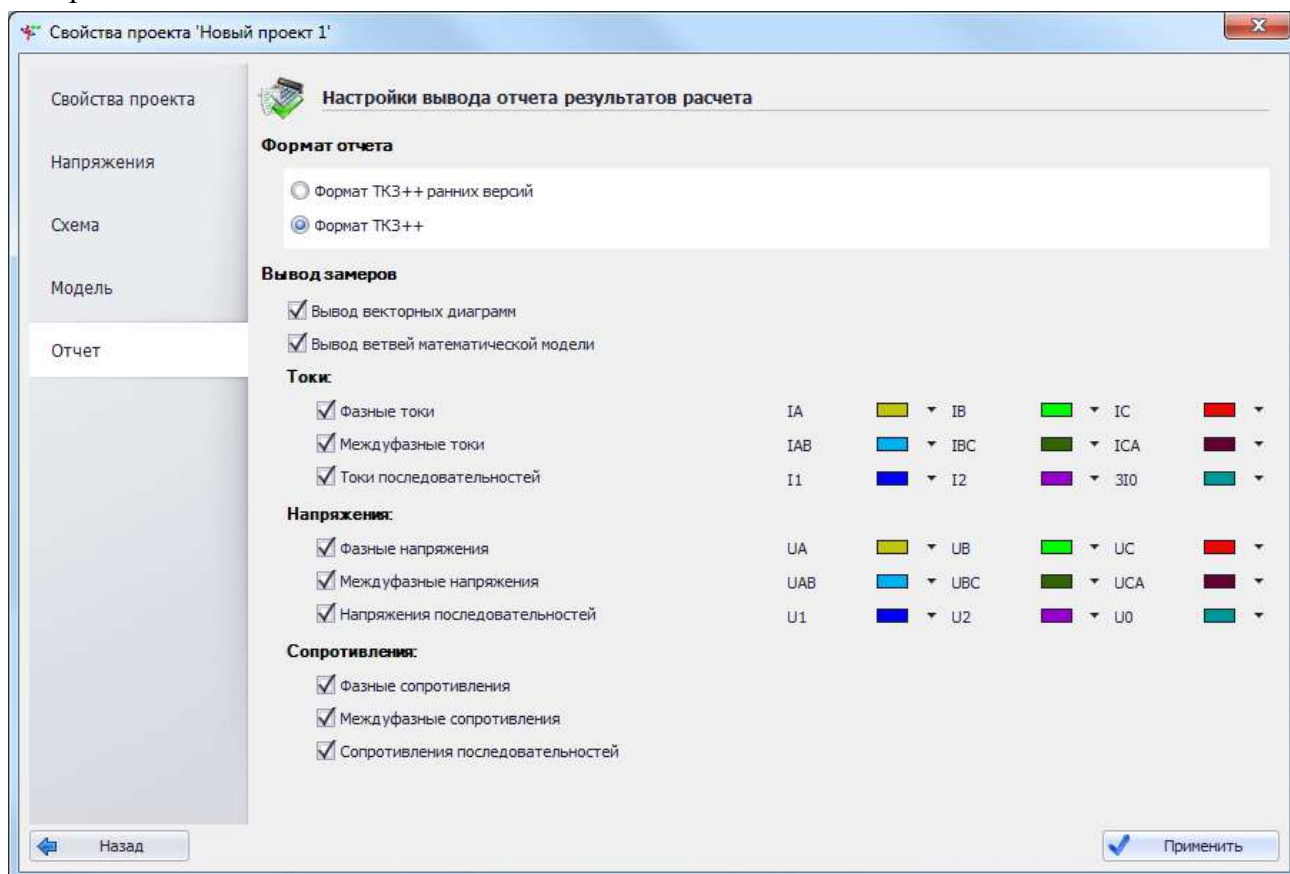 Свойства проекта 'Новый проект 1'
Свойства проекта
Напряжения
Схема
Модель
Отчет
Настройки вывода отчета результатов расчета
Формат отчета
Формат ТКЗ++ ранних версий
Формат ТКЗ++
Вывод замеров
Вывод векторных диаграмм
Вывод ветвей математической модели
Токи:
Фазные токи IA IB IC
Междуфазные токи IAB IBC ICA
Токи последовательностей I1 I2 3I0
Напряжения:
Фазные напряжения UA UB UC
Междуфазные напряжения UAB UBC UCA
Напряжения последовательностей U1 U2 U0
Сопротивления:
Фазные сопротивления
Междуфазные сопротивления
Сопротивления последовательностей
Назад
Применить